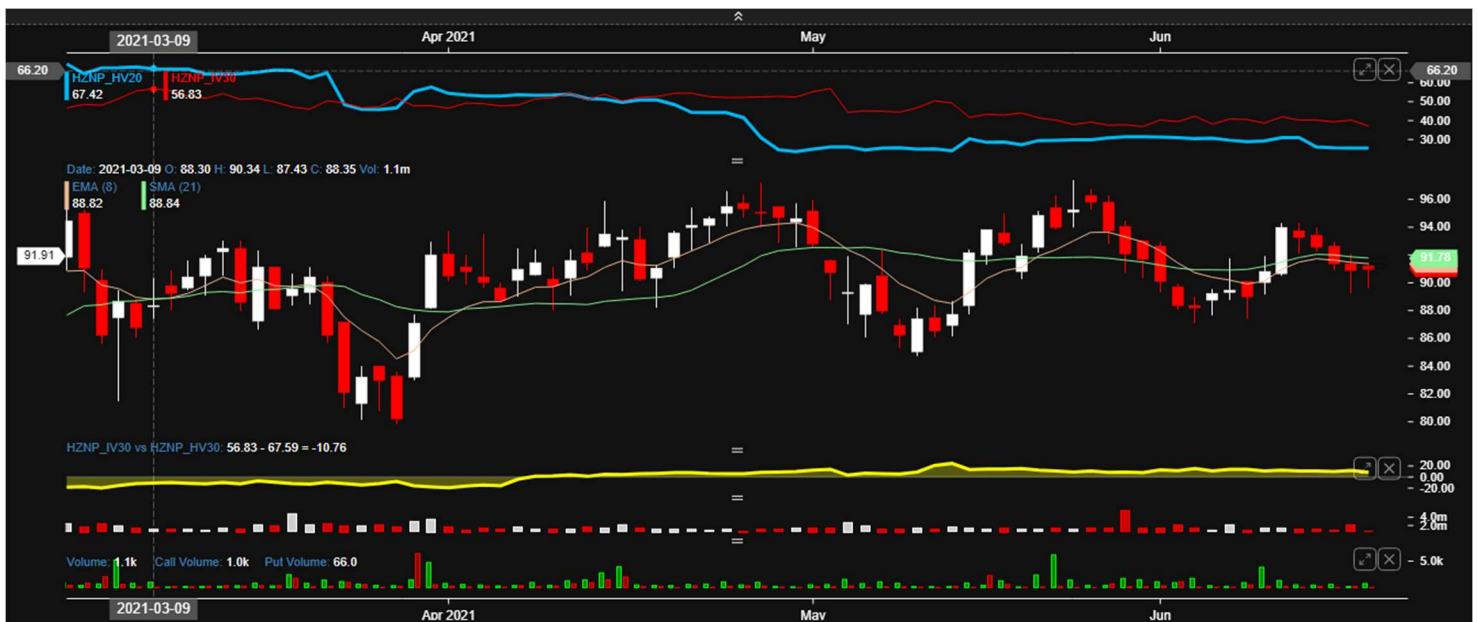 2021-03-09 Apr 2021 May Jun
66.20 66.20
HZNP_HV20 HZNP_IV30
67.42 56.83
60.00
50.00
40.00
30.00
Date: 2021-03-09 O: 88.30 H: 90.34 L: 87.43 C: 88.35 Vol: 1.1m
EMA (8) SMA (21)
88.82 88.84
96.00
94.00
91.91 91.78
90.00
88.00
86.00
84.00
82.00
80.00
HZNP_IV30 vs HZNP_HV30: 56.83 - 67.59 = -10.76
20.00
0.00
-20.00
4.0m
2.0m
Volume: 1.1k Call Volume: 1.0k Put Volume: 66.0
5.0k
2021-03-09 Apr 2021 May Jun